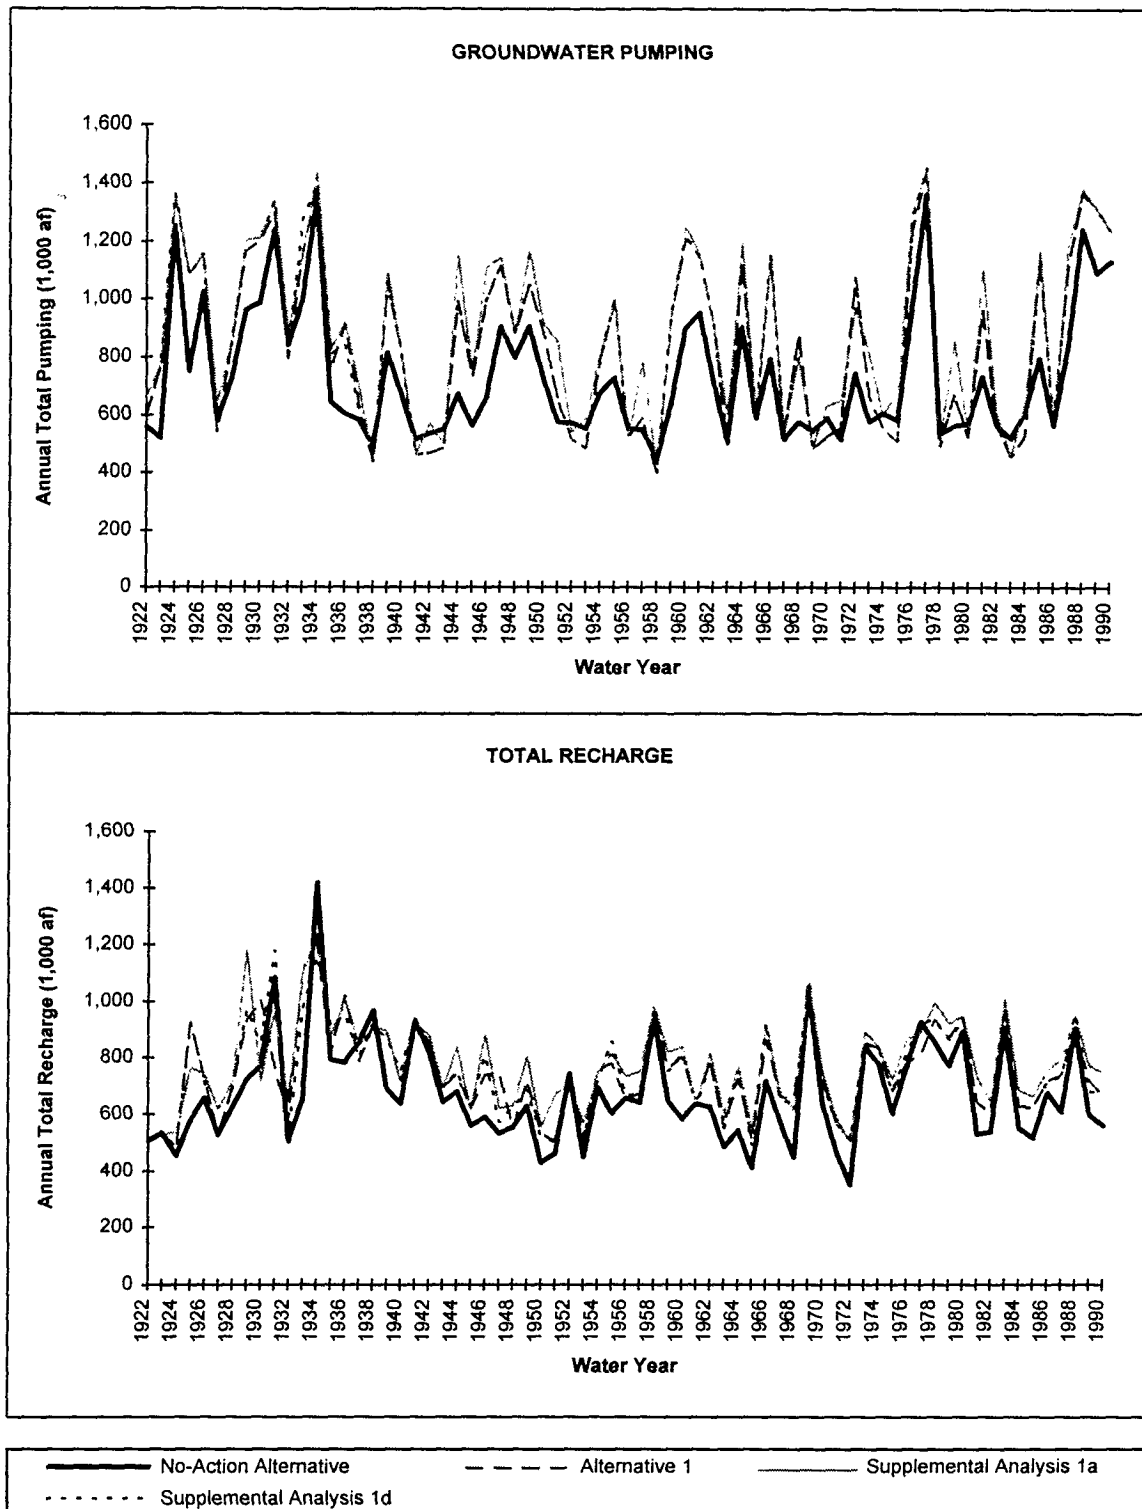 GROUNDWATER PUMPING
Annual Total Pumping (1,000 af)
1,600
1,400
1,200
1,000
800
600
400
200
0
1922 1924 1926 1928 1930 1932 1934 1936 1938 1940 1942 1944 1946 1948 1950 1952 1954 1956 1958 1960 1962 1964 1966 1968 1970 1972 1974 1976 1978 1980 1982 1984 1986 1988 1990
Water Year
TOTAL RECHARGE
Annual Total Recharge (1,000 af)
1,600
1,400
1,200
1,000
800
600
400
200
0
1922 1924 1926 1928 1930 1932 1934 1936 1938 1940 1942 1944 1946 1948 1950 1952 1954 1956 1958 1960 1962 1964 1966 1968 1970 1972 1974 1976 1978 1980 1982 1984 1986 1988 1990
Water Year
No-Action Alternative Alternative 1 Supplemental Analysis 1a
Supplemental Analysis 1d